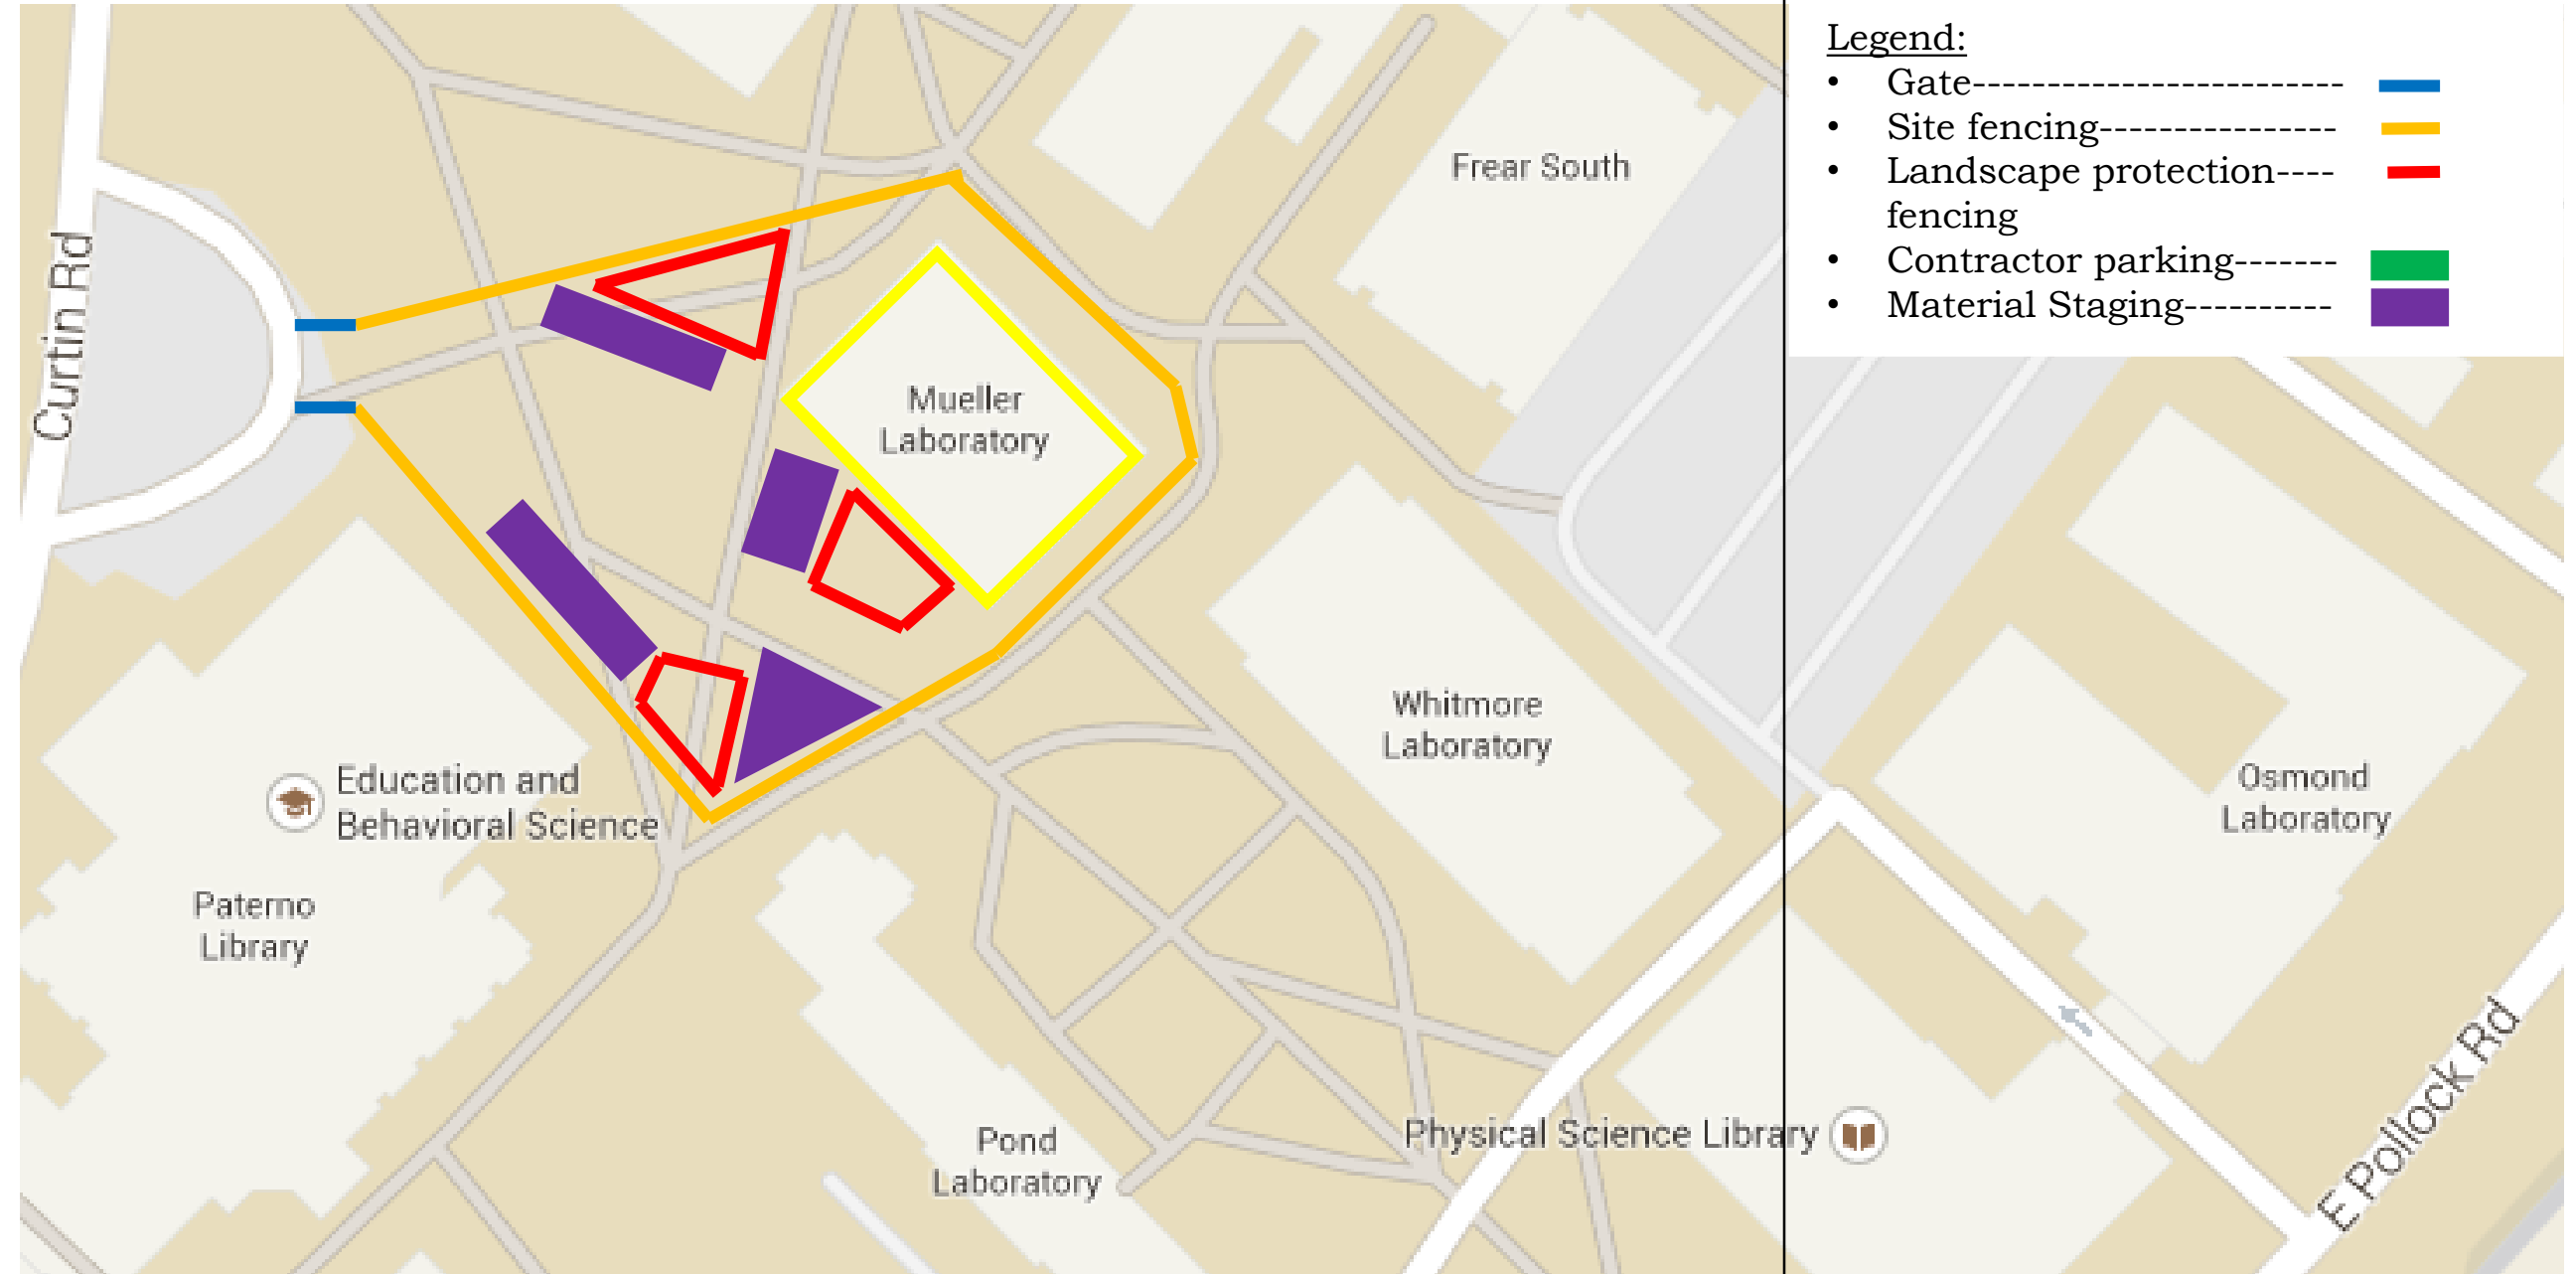 Legend:
• Gate-------------------------
• Site fencing----------------
• Landscape protection----
fencing
• Contractor parking-------
• Material Staging----------
Frear South
Curtin Rd
Mueller
Laboratory
Whitmore
Laboratory
Education and
Behavioral Science
Osmond
Laboratory
Paterno
Library
Pond
Laboratory
Physical Science Library
E Pollock Rd